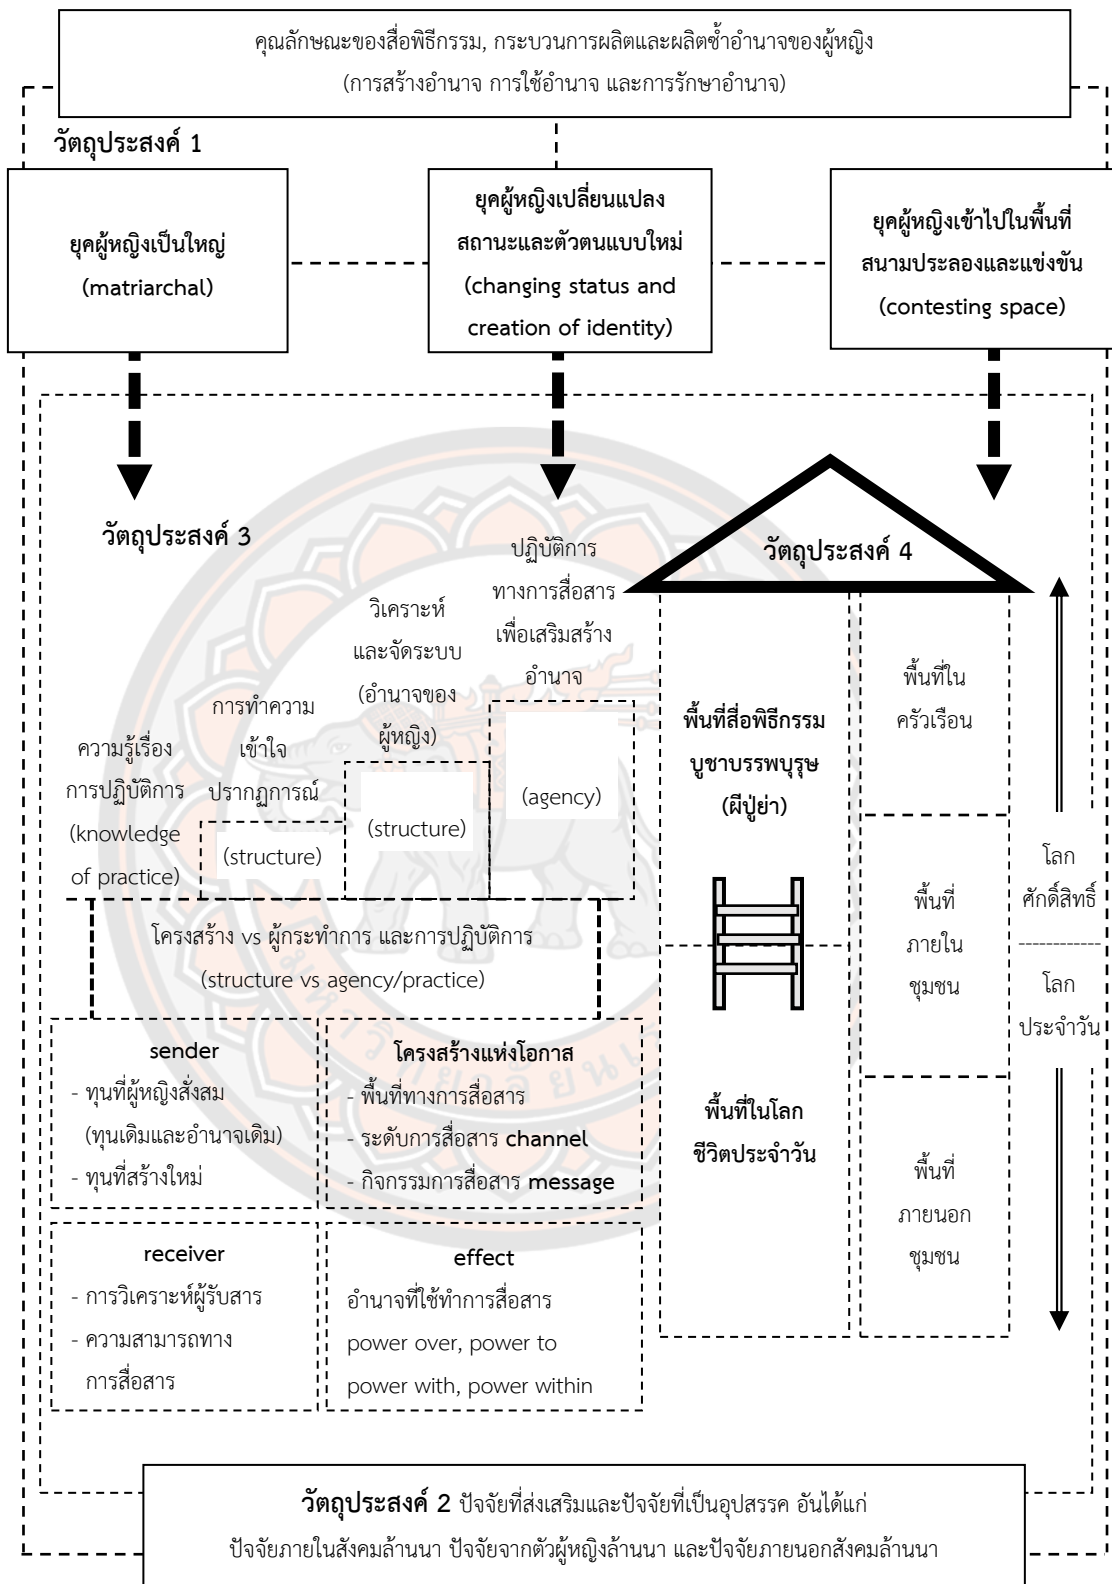 คุณลักษณะของสื่อพิธีกรรม, กระบวนการผลิตและผลิตซ้ำอำนาจของผู้หญิง
(การสร้างอำนาจ การใช้อำนาจ และการรักษาอำนาจ)
วัตถุประสงค์ 1
ยุคผู้หญิงเป็นใหญ่
(matriarchal)
ยุคผู้หญิงเปลี่ยนแปลง
สถานะและตัวตนแบบใหม่
(changing status and
creation of identity)
ยุคผู้หญิงเข้าไปในพื้นที่
สนามประลองและแข่งขัน
(contesting space)
วัตถุประสงค์ 3
ความรู้เรื่อง
การปฏิบัติการ
(knowledge
of practice)
การทำความ
เข้าใจ
ปรากฏการณ์
(structure)
วิเคราะห์
และจัดระบบ
(อำนาจของ
ผู้หญิง)
(structure)
ปฏิบัติการ
ทางการสื่อสาร
เพื่อเสริมสร้าง
อำนาจ
(agency)
โครงสร้าง vs ผู้กระทำการ และการปฏิบัติการ
(structure vs agency/practice)
sender
- ทุนที่ผู้หญิงสั่งสม
(ทุนเดิมและอำนาจเดิม)
- ทุนที่สร้างใหม่
โครงสร้างแห่งโอกาส
- พื้นที่ทางการสื่อสาร
- ระดับการสื่อสาร channel
- กิจกรรมการสื่อสาร message
receiver
- การวิเคราะห์ผู้รับสาร
- ความสามารถทาง
การสื่อสาร
effect
อำนาจที่ใช้ทำการสื่อสาร
power over, power to
power with, power within
วัตถุประสงค์ 4
พื้นที่สื่อพิธีกรรม
บูชาบรรพบุรุษ
(ผีปู่ย่า)
พื้นที่ในโลก
ชีวิตประจำวัน
พื้นที่ใน
ครัวเรือน
พื้นที่
ภายใน
ชุมชน
พื้นที่
ภายนอก
ชุมชน
โลก
ศักดิ์สิทธิ์
โลก
ประจำวัน
วัตถุประสงค์ 2 ปัจจัยที่ส่งเสริมและปัจจัยที่เป็นอุปสรรค อันได้แก่
ปัจจัยภายในสังคมล้านนา ปัจจัยจากตัวผู้หญิงล้านนา และปัจจัยภายนอกสังคมล้านนา